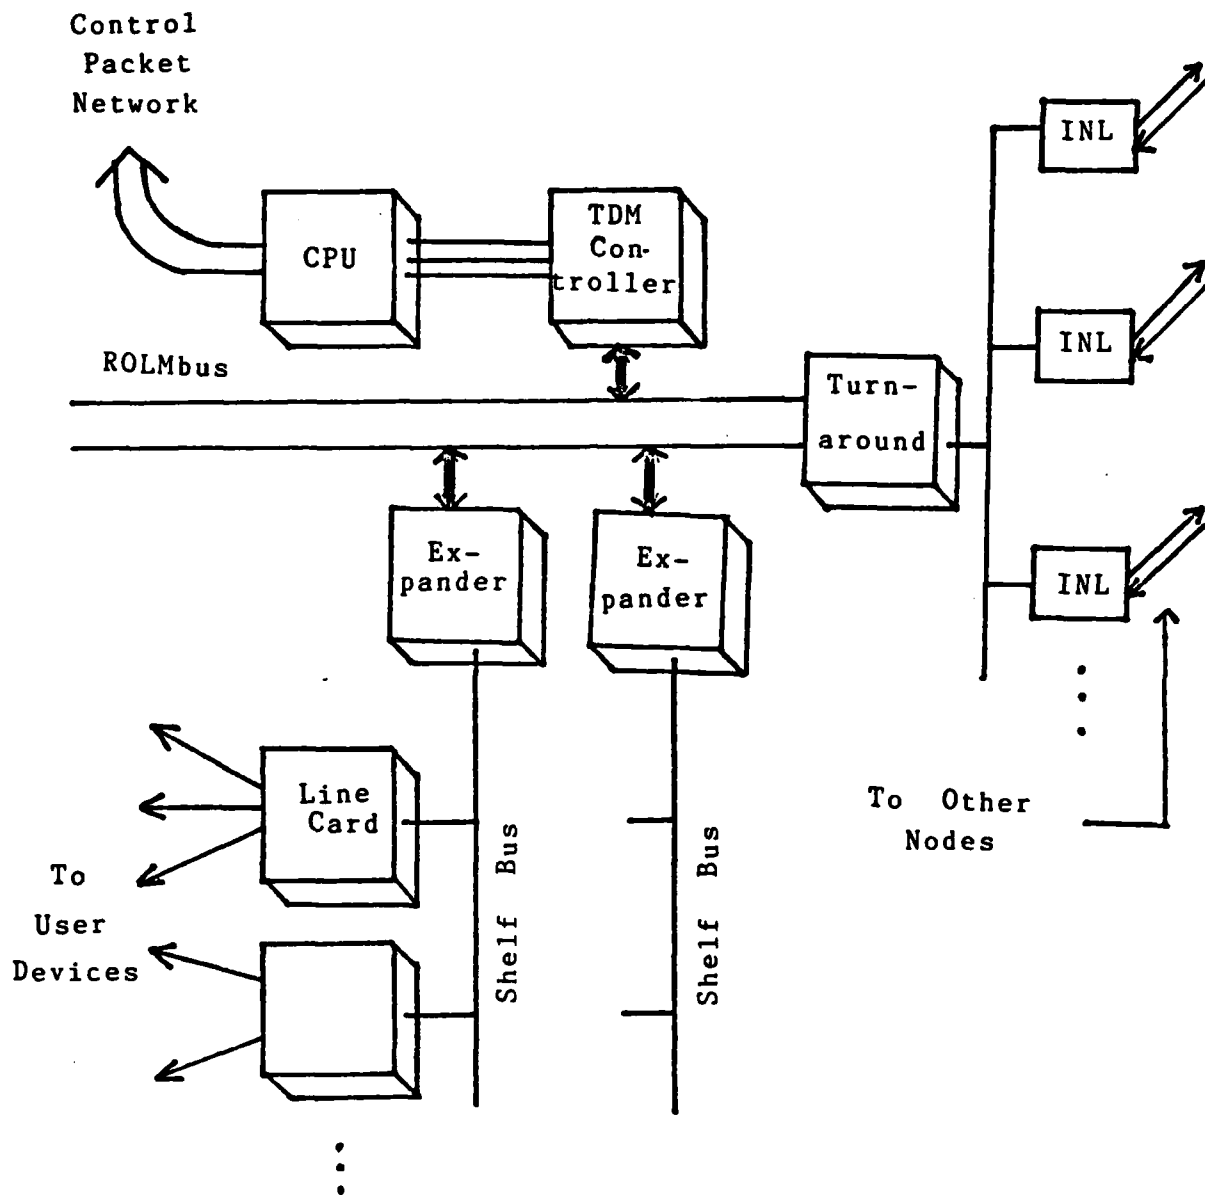 Control
Packet
Network
INL
CPU
TDM
Con-
troller
ROLMbus
INL
Turn-
around
Ex-
pander
Ex-
pander
INL
Line
Card
Shelf Bus
Shelf Bus
To Other
Nodes
To
User
Devices